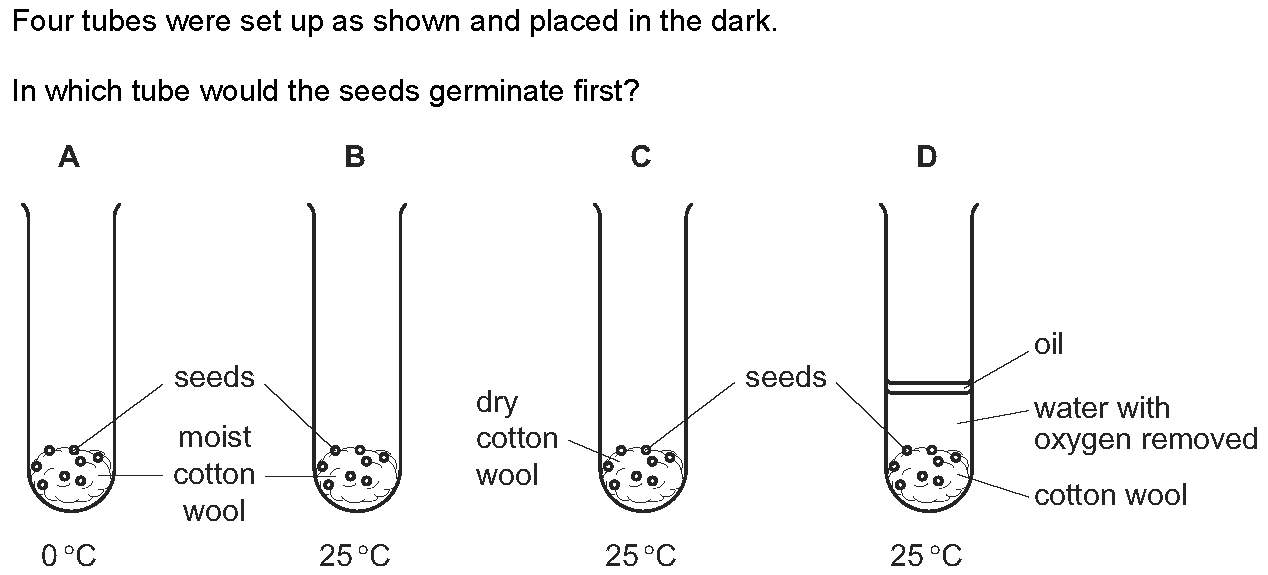 Four tubes were set up as shown and placed in the dark.
In which tube would the seeds germinate first?
A
B
C
D
seeds
moist
cotton
wool
dry
cotton
wool
seeds
oil
water with
oxygen removed
cotton wool
0 °C
25 °C
25 °C
25 °C